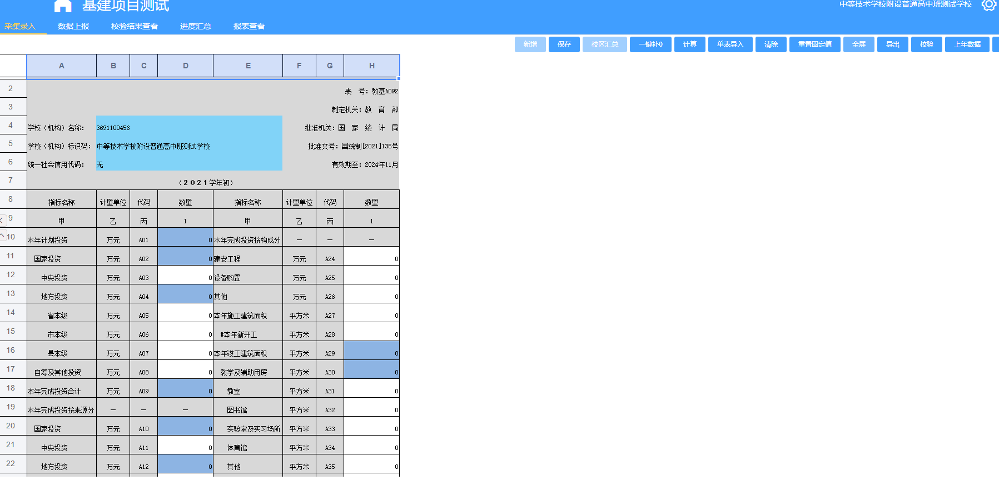 基建项目测试
中等技术学校附设普通高中班测试学校
采集录入 数据上报 校验结果查看 进度汇总 报表查看
新增 保存 校区汇总 一键补0 计算 单表导入 清除 重置固定值 全屏 导出 校验 上年数据
A B C D E F G H
2 表 号：教基A092
3 制定机关：教 育 部
4 学校（机构）名称： 3691100456 批准机关：国 家 统 计 局
5 学校（机构）标识码： 中等技术学校附设普通高中班测试学校 批准文号：国统制[2021]135号
6 统一社会信用代码： 无 有效期至：2024年11月
7 （２０２１学年初）
8 指标名称 计量单位 代码 数量 指标名称 计量单位 代码 数量
9 甲 乙 丙 1 甲 乙 丙 1
10 本年计划投资 万元 A01 0 本年完成投资按构成分 — — —
11 国家投资 万元 A02 0 建安工程 万元 A24 0
12 中央投资 万元 A03 0 设备购置 万元 A25 0
13 地方投资 万元 A04 0 其他 万元 A26 0
14 省本级 万元 A05 0 本年施工建筑面积 平方米 A27 0
15 市本级 万元 A06 0 #本年新开工 平方米 A28 0
16 县本级 万元 A07 0 本年竣工建筑面积 平方米 A29 0
17 自筹及其他投资 万元 A08 0 教学及辅助用房 平方米 A30 0
18 本年完成投资合计 万元 A09 0 教室 平方米 A31 0
19 本年完成投资按来源分 — — — 图书馆 平方米 A32 0
20 国家投资 万元 A10 0 实验室及实习场所 平方米 A33 0
21 中央投资 万元 A11 0 体育馆 平方米 A34 0
22 地方投资 万元 A12 0 其他 平方米 A35 0